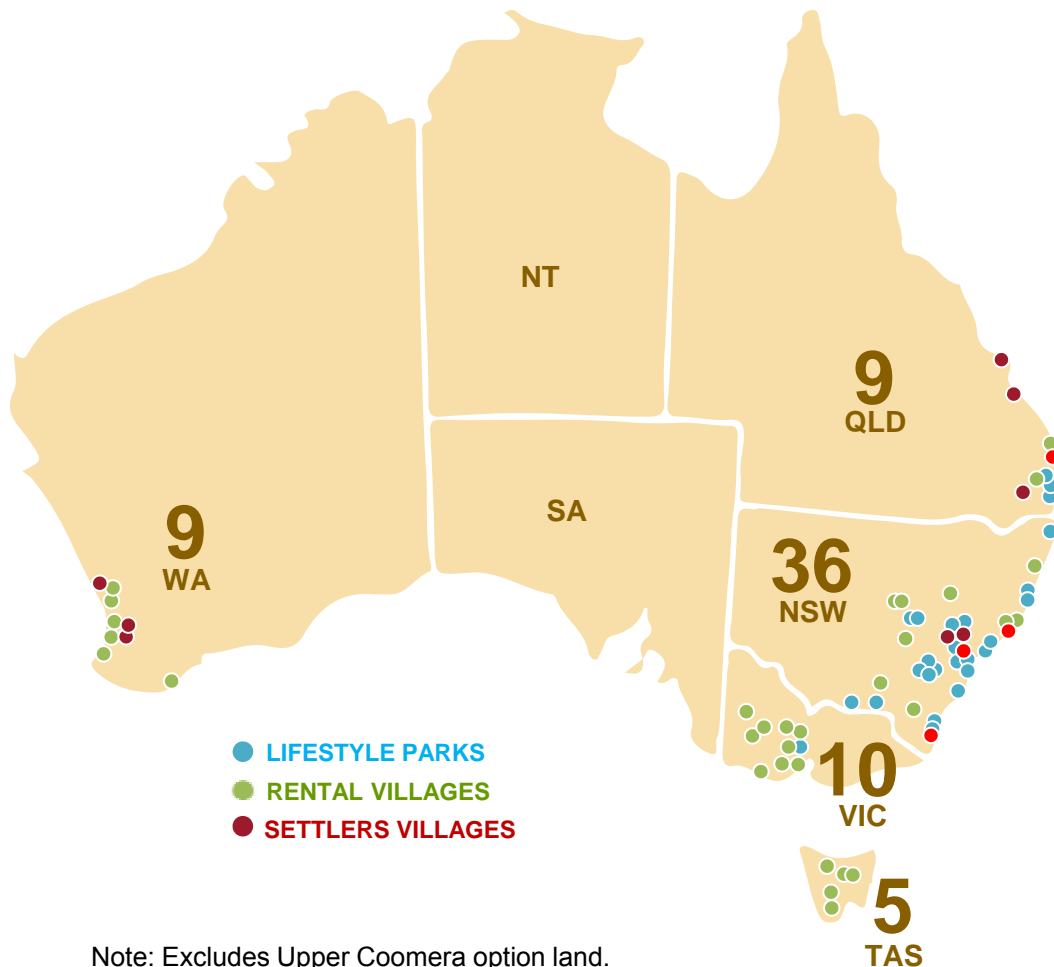 NT
9
QLD
SA
9
WA
36
NSW
LIFESTYLE PARKS
RENTAL VILLAGES
SETTLERS VILLAGES
10
VIC
5
TAS
Note: Excludes Upper Coomera option land.